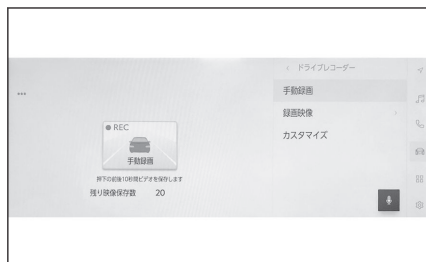 ドライブレコーダー
手動録画
録画映像
カスタマイズ
REC
手動録画
押下の前後10秒間ビデオを保存します
残り映像保存数 20